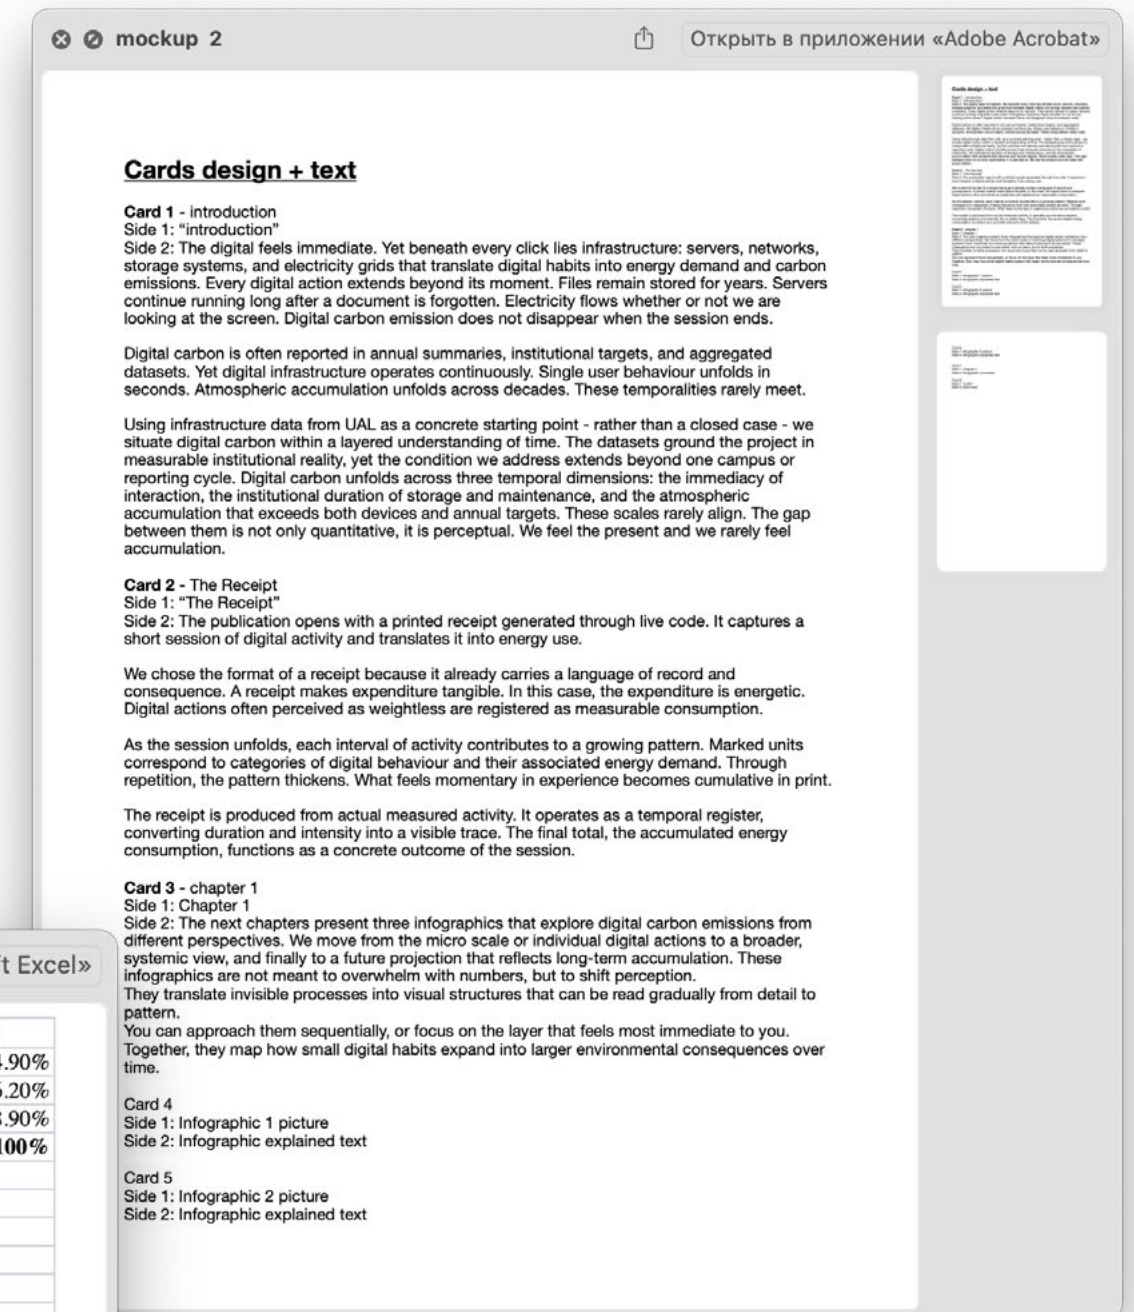 mockup 2
Открыть в приложении «Adobe Acrobat»
Cards design + text
Card 1 - introduction
Side 1: “introduction”
Side 2: The digital feels immediate. Yet beneath every click lies infrastructure: servers, networks,
storage systems, and electricity grids that translate digital habits into energy demand and carbon
emissions. Every digital action extends beyond its moment. Files remain stored for years. Servers
continue running long after a document is forgotten. Electricity flows whether or not we are
looking at the screen. Digital carbon emission does not disappear when the session ends.
Digital carbon is often reported in annual summaries, institutional targets, and aggregated
datasets. Yet digital infrastructure operates continuously. Single user behaviour unfolds in
seconds. Atmospheric accumulation unfolds across decades. These temporalities rarely meet.
Using infrastructure data from UAL as a concrete starting point - rather than a closed case - we
situate digital carbon within a layered understanding of time. The datasets ground the project in
measurable institutional reality, yet the condition we address extends beyond one campus or
reporting cycle. Digital carbon unfolds across three temporal dimensions: the immediacy of
interaction, the institutional duration of storage and maintenance, and the atmospheric
accumulation that exceeds both devices and annual targets. These scales rarely align. The gap
between them is not only quantitative, it is perceptual. We feel the present and we rarely feel
accumulation.
Card 2 - The Receipt
Side 1: “The Receipt”
Side 2: The publication opens with a printed receipt generated through live code. It captures a
short session of digital activity and translates it into energy use.
We chose the format of a receipt because it already carries a language of record and
consequence. A receipt makes expenditure tangible. In this case, the expenditure is energetic.
Digital actions often perceived as weightless are registered as measurable consumption.
As the session unfolds, each interval of activity contributes to a growing pattern. Marked units
correspond to categories of digital behaviour and their associated energy demand. Through
repetition, the pattern thickens. What feels momentary in experience becomes cumulative in print.
The receipt is produced from actual measured activity. It operates as a temporal register,
converting duration and intensity into a visible trace. The final total, the accumulated energy
consumption, functions as a concrete outcome of the session.
Card 3 - chapter 1
Side 1: Chapter 1
Side 2: The next chapters present three infographics that explore digital carbon emissions from
different perspectives. We move from the micro scale or individual digital actions to a broader,
systemic view, and finally to a future projection that reflects long-term accumulation. These
infographics are not meant to overwhelm with numbers, but to shift perception.
They translate invisible processes into visual structures that can be read gradually from detail to
pattern.
You can approach them sequentially, or focus on the layer that feels most immediate to you.
Together, they map how small digital habits expand into larger environmental consequences over
time.
Card 4
Side 1: Infographic 1 picture
Side 2: Infographic explained text
Card 5
Side 1: Infographic 2 picture
Side 2: Infographic explained text
Excel»
.90%
.20%
.90%
100%